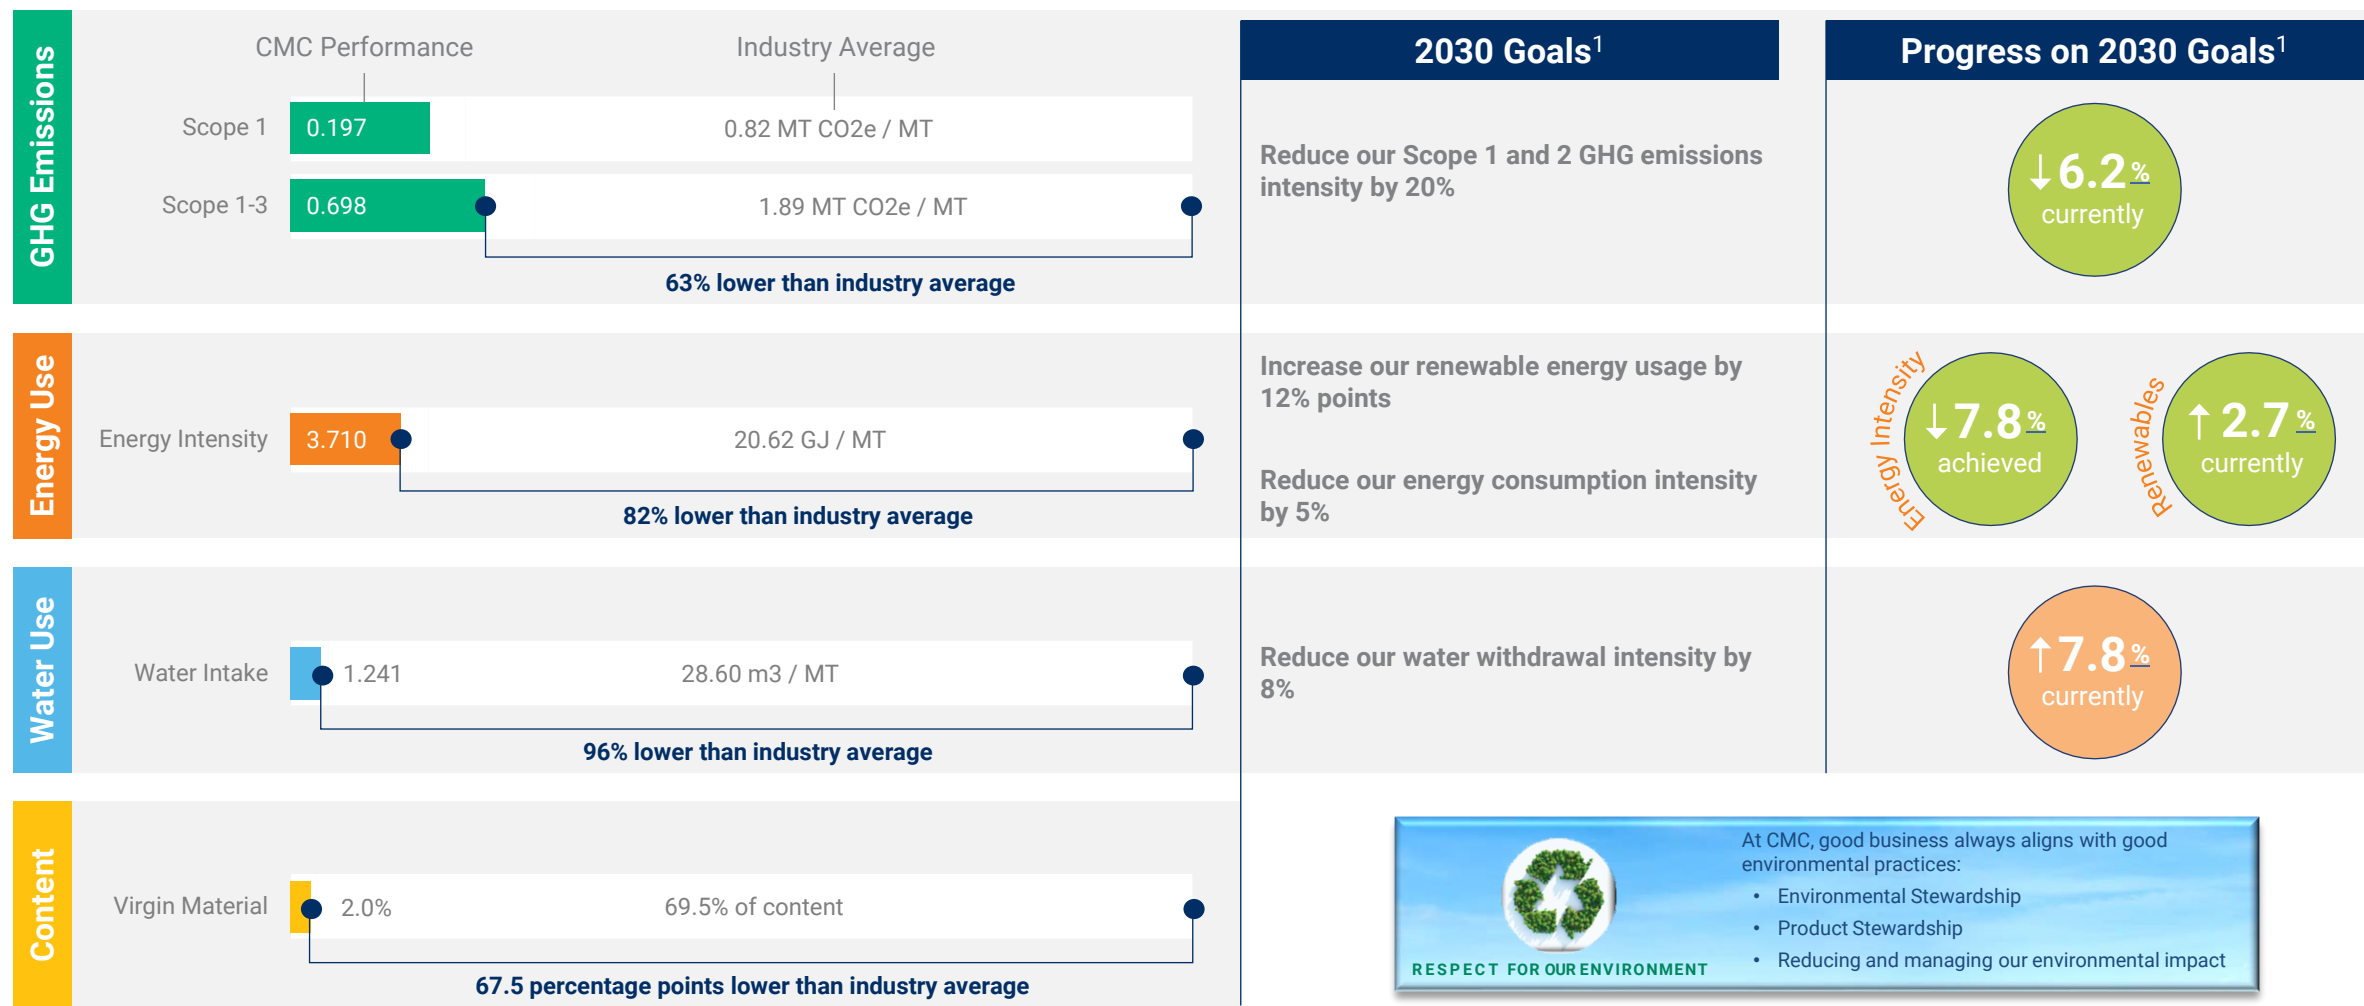 GHG Emissions
CMC Performance
Industry Average
Scope 1
0.197
0.82 MT CO2e / MT
Scope 1-3
0.698
1.89 MT CO2e / MT
63% lower than industry average
2030 Goals1
Progress on 2030 Goals1
Reduce our Scope 1 and 2 GHG emissions
intensity by 20%
↓6.2%
currently
Energy Use
Energy Intensity
3.710
20.62 GJ / MT
82% lower than industry average
Increase our renewable energy usage by
12% points
Reduce our energy consumption intensity
by 5%
Energy Intensity
↓7.8%
achieved
Renewables
↑2.7%
currently
Water Use
Water Intake
1.241
28.60 m3 / MT
96% lower than industry average
Reduce our water withdrawal intensity by
8%
↑7.8%
currently
Content
Virgin Material
2.0%
69.5% of content
67.5 percentage points lower than industry average
RESPECT FOR OUR ENVIRONMENT
At CMC, good business always aligns with good
environmental practices:
• Environmental Stewardship
• Product Stewardship
• Reducing and managing our environmental impact